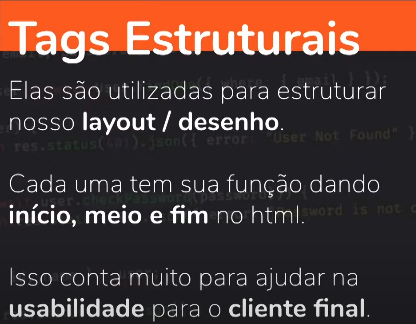 Tags Estruturais
Elas são utilizadas para estruturar
nosso layout / desenho.
Cada uma tem sua função dando
início, meio e fim no html.
Isso conta muito para ajudar na
usabilidade para o cliente final.